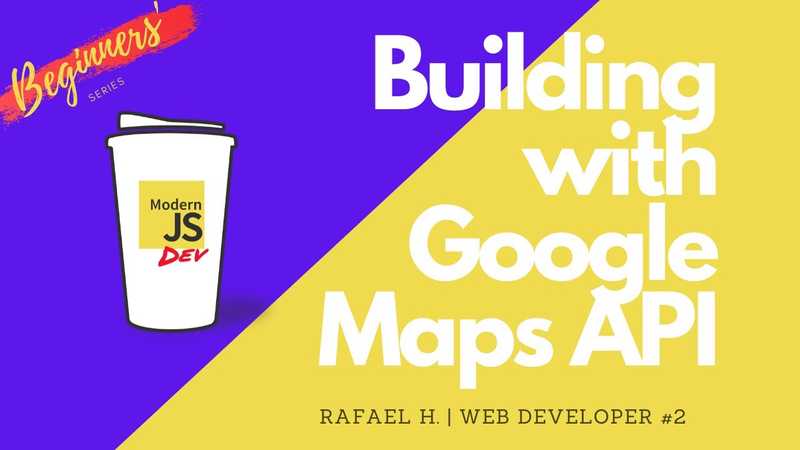 Beginners'
SERIES
Modern
JS
DEV
Building
with
Google
Maps API
RAFAEL H. | WEB DEVELOPER #2